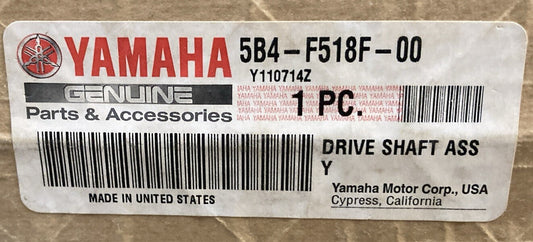 YAMAHA
GENUINE
Parts & Accessories
5B4-F518F-00
Y110714Z
1 PC.
DRIVE SHAFT ASS
Y
MADE IN UNITED STATES
Yamaha Motor Corp., USA
Cypress, California